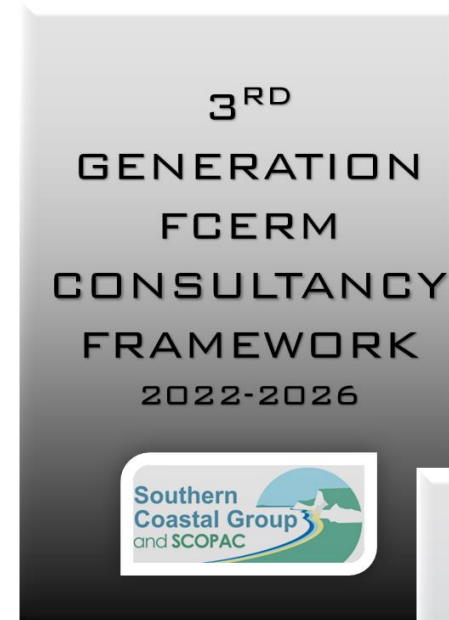 3RD
GENERATION
FCERM
CONSULTANCY
FRAMEWORK
2022-2026
Southern
Coastal Group
and SCOPAC